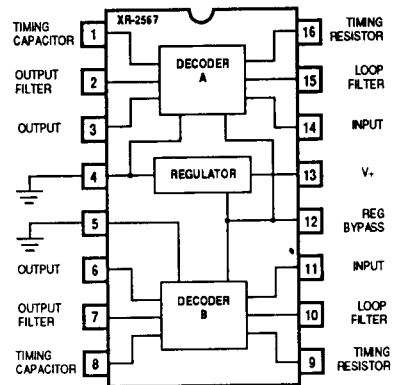 XR-2567
TIMING
CAPACITOR
1
16
TIMING
RESISTOR
DECODER
A
OUTPUT
FILTER
2
15
LOOP
FILTER
OUTPUT
3
14
INPUT
4
REGULATOR
13
V+
5
12
REG
BYPASS
OUTPUT
6
11
INPUT
DECODER
B
OUTPUT
FILTER
7
10
LOOP
FILTER
TIMING
CAPACITOR
8
9
TIMING
RESISTOR